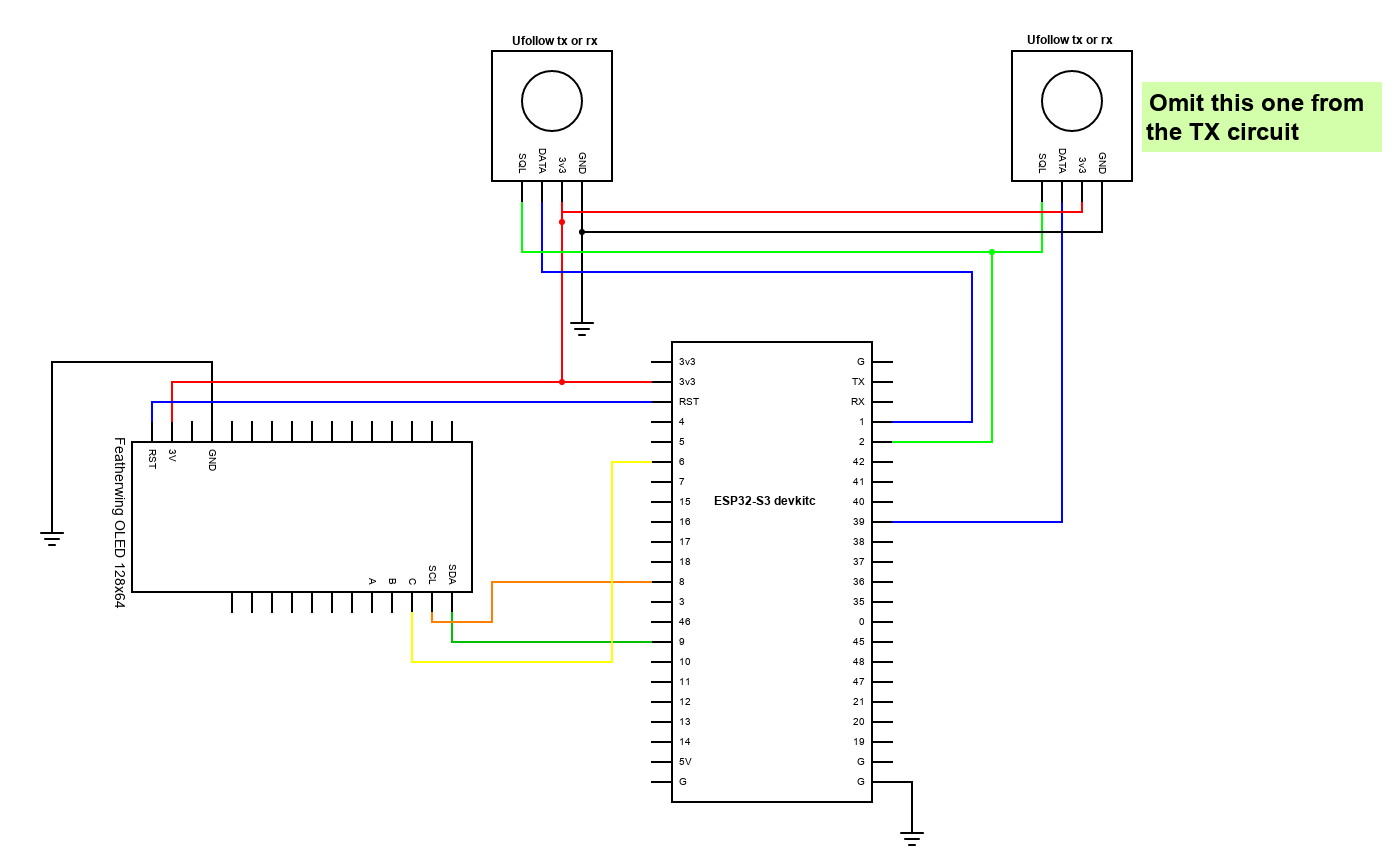 Ufollow tx or rx
Ufollow tx or rx
Omit this one from
the TX circuit
SQL
DATA
3v3
GND
SQL
DATA
3v3
GND
Featherwing OLED 128x64
RST
3V
GND
A
B
C
SCL
SDA
ESP32-S3 devkitc
3v3
3v3
RST
4
5
6
7
15
16
17
18
8
3
46
9
10
11
12
13
14
5V
G
G
TX
RX
1
2
42
41
40
39
38
37
36
35
0
45
48
47
21
20
19
G
G